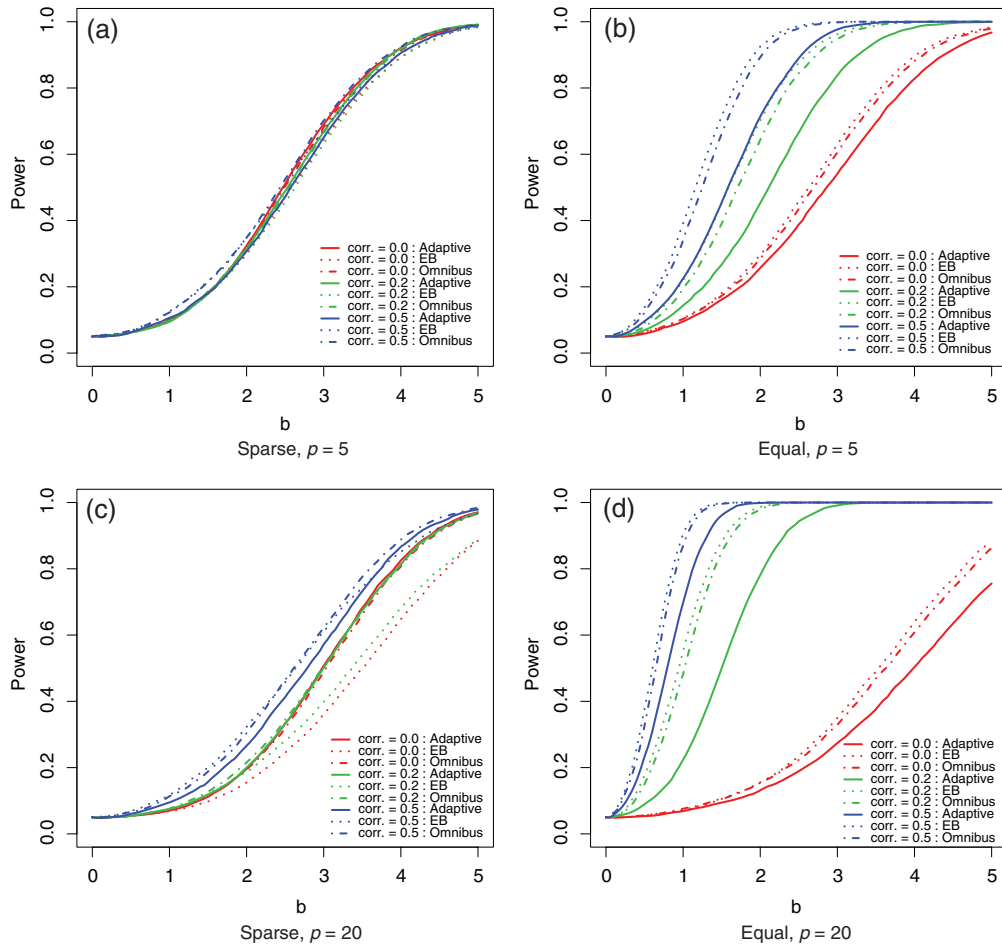 (a)
Power
1.0
0.8
0.6
0.4
0.2
0.0
corr. = 0.0 : Adaptive
corr. = 0.0 : EB
corr. = 0.0 : Omnibus
corr. = 0.2 : Adaptive
corr. = 0.2 : EB
corr. = 0.2 : Omnibus
corr. = 0.5 : Adaptive
corr. = 0.5 : EB
corr. = 0.5 : Omnibus
0 1 2 3 4 5
b
Sparse, p = 5
(b)
Power
1.0
0.8
0.6
0.4
0.2
0.0
corr. = 0.0 : Adaptive
corr. = 0.0 : EB
corr. = 0.0 : Omnibus
corr. = 0.2 : Adaptive
corr. = 0.2 : EB
corr. = 0.2 : Omnibus
corr. = 0.5 : Adaptive
corr. = 0.5 : EB
corr. = 0.5 : Omnibus
0 1 2 3 4 5
b
Equal, p = 5
(c)
Power
1.0
0.8
0.6
0.4
0.2
0.0
corr. = 0.0 : Adaptive
corr. = 0.0 : EB
corr. = 0.0 : Omnibus
corr. = 0.2 : Adaptive
corr. = 0.2 : EB
corr. = 0.2 : Omnibus
corr. = 0.5 : Adaptive
corr. = 0.5 : EB
corr. = 0.5 : Omnibus
0 1 2 3 4 5
b
Sparse, p = 20
(d)
Power
1.0
0.8
0.6
0.4
0.2
0.0
corr. = 0.0 : Adaptive
corr. = 0.0 : EB
corr. = 0.0 : Omnibus
corr. = 0.2 : Adaptive
corr. = 0.2 : EB
corr. = 0.2 : Omnibus
corr. = 0.5 : Adaptive
corr. = 0.5 : EB
corr. = 0.5 : Omnibus
0 1 2 3 4 5
b
Equal, p = 20